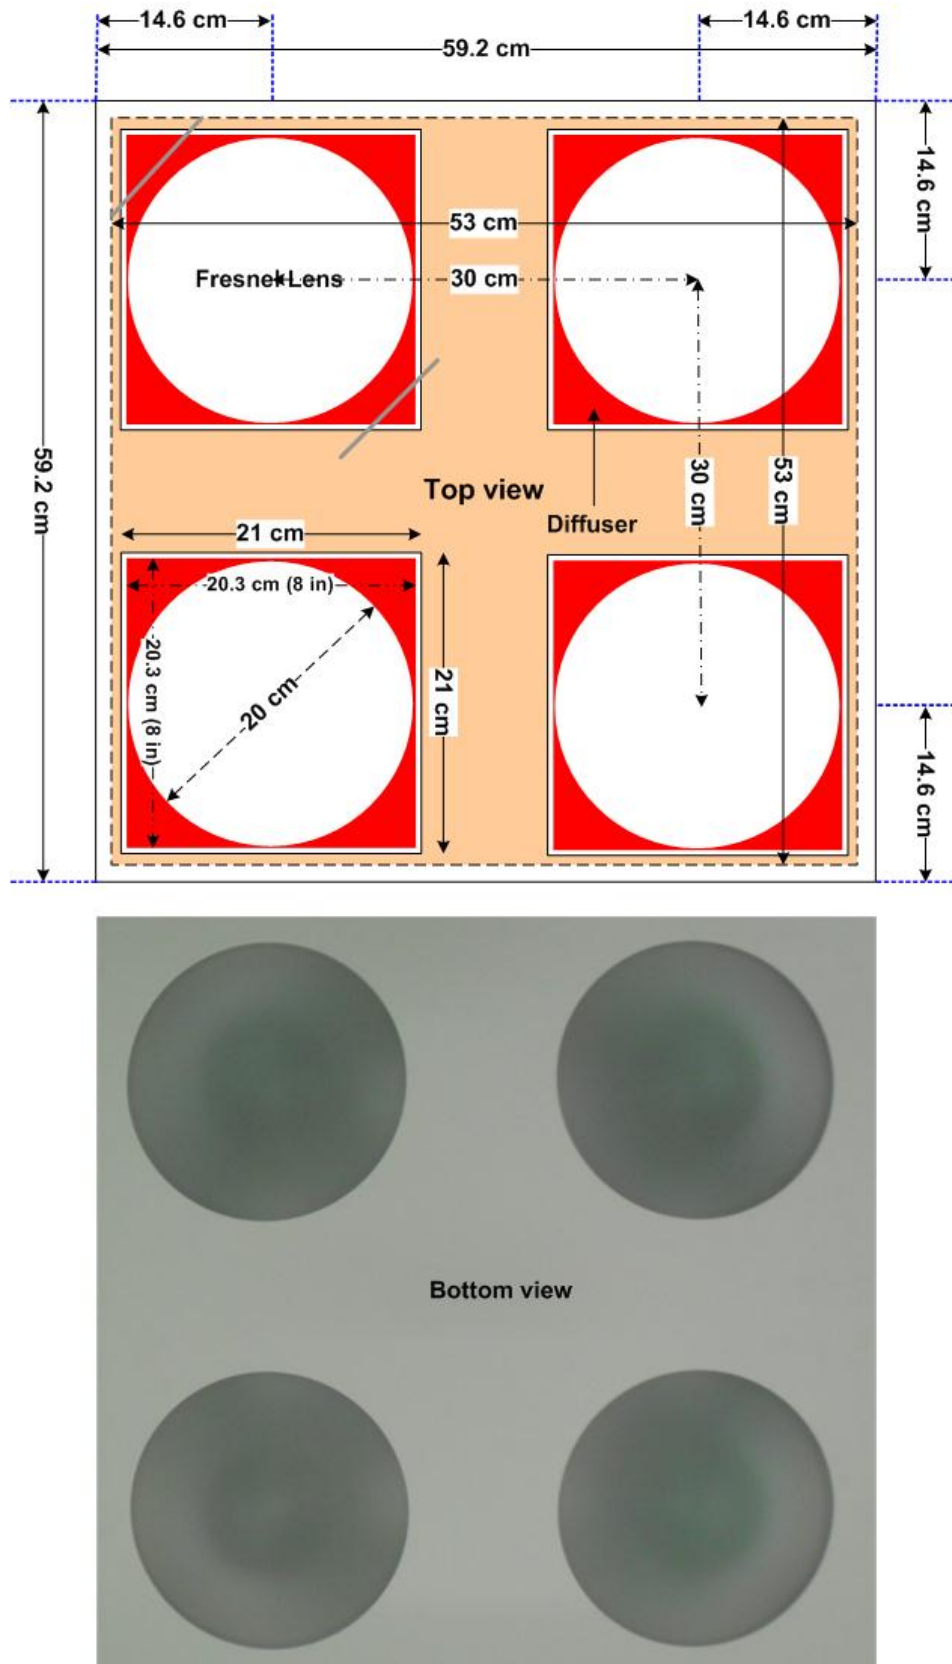 14.6 cm
14.6 cm
59.2 cm
14.6 cm
53 cm
Fresnel Lens
30 cm
59.2 cm
Top view
30 cm
53 cm
Diffuser
21 cm
20.3 cm (8 in)
20.3 cm (8 in)
20 cm
21 cm
14.6 cm
Bottom view